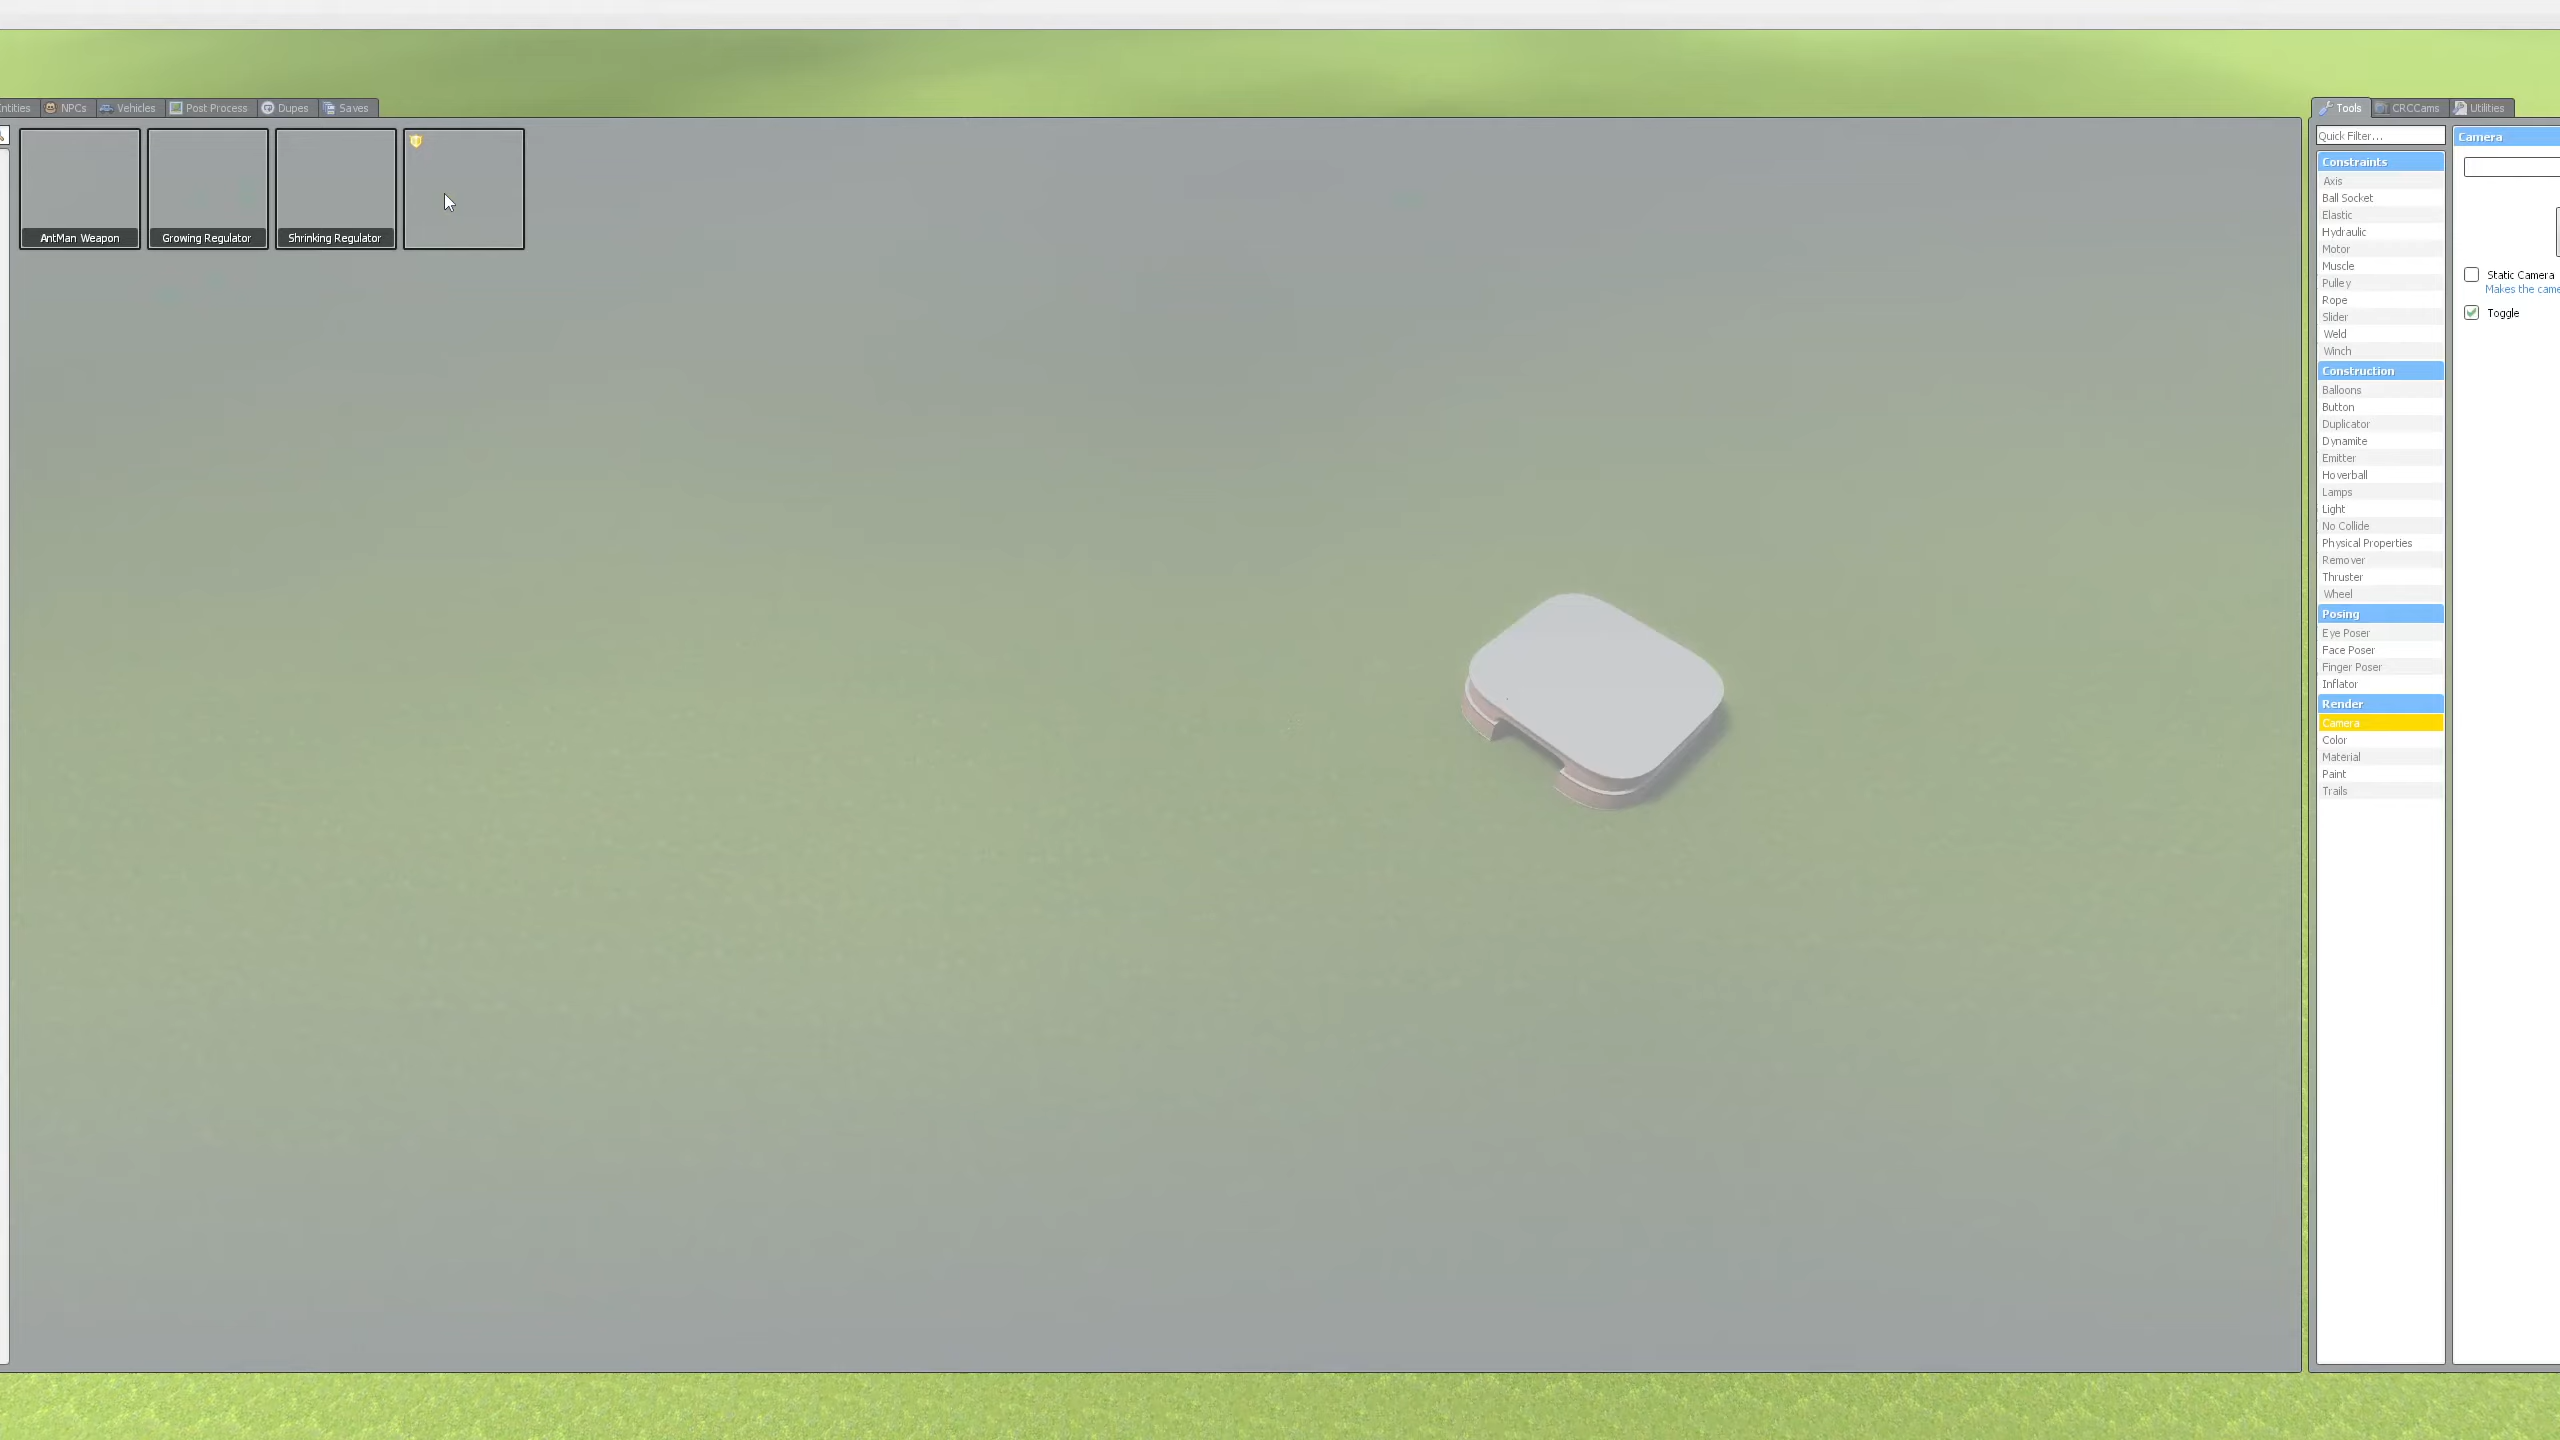 NPCs
Vehicles
Post Process
Dupes
Saves
AntMan Weapon
Growing Regulator
Shrinking Regulator
Tools
CRCCams
Utilities
Quick Filter...
Constraints
Axis
Ball Socket
Elastic
Hydraulic
Motor
Muscle
Pulley
Rope
Slider
Weld
Winch
Construction
Balloons
Button
Duplicator
Dynamite
Emitter
Hoverball
Lamps
Light
No Collide
Physical Properties
Remover
Thruster
Wheel
Posing
Eye Poser
Face Poser
Finger Poser
Inflator
Render
Camera
Color
Material
Paint
Trails
Camera
Static Camera
Makes the came
Toggle